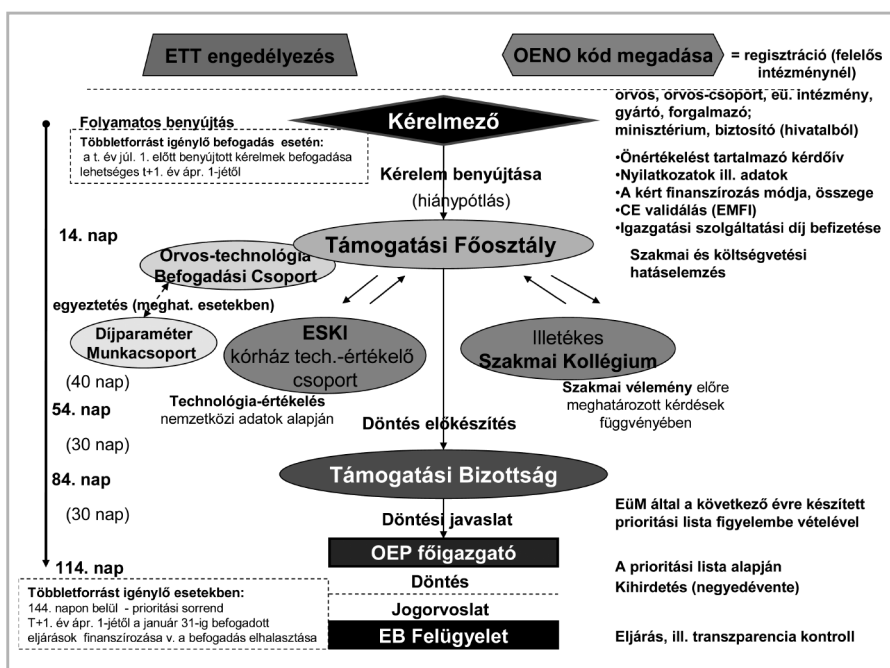 ETT engedélyezés
OENO kód megadása
= regisztráció (felelős
intézménynél)
Folyamatos benyújtás
Többletforrást igénylő befogadás esetén:
a t. év júl. 1. előtt benyújtott kérelmek befogadása
lehetséges t+1. év ápr. 1-jétől
Kérelmező
orvos, orvos-csoport, eü. intézmény,
gyártó, forgalmazó;
minisztérium, biztosító (hivatalból)
Kérelem benyújtása
(hiánypótlás)
•Önértékelést tartalmazó kérdőív
•Nyilatkozatok ill. adatok
•A kért finanszírozás módja, összege
•CE validálás (EMFI)
•Igazgatási szolgáltatási díj befizetése
14. nap
Támogatási Főosztály
Orvos-technológia
Befogadási Csoport
Szakmai és költségvetési
hatáselemzés
egyeztetés (meghat. esetekben)
Díjparaméter
Munkacsoport
ESKI
kórház tech.-értékelő
csoport
Illetékes
Szakmai Kollégium
(40 nap)
Technológia-értékelés
nemzetközi adatok alapján
Szakmai vélemény előre
meghatározott kérdések
függvényében
54. nap
Döntés előkészítés
(30 nap)
84. nap
Támogatási Bizottság
(30 nap)
Döntési javaslat
EüM által a következő évre készített
prioritási lista figyelembe vételével
OEP főigazgató
114. nap
Döntés
A prioritási lista alapján
Kihirdetés (negyedévente)
Többletforrást igénylő esetekben:
144. napon belül - prioritási sorrend
T+1. év ápr. 1-jétől a január 31-ig befogadott
eljárások finanszírozása v. a befogadás elhalasztása
Jogorvoslat
EB Felügyelet
Eljárás, ill. transzparencia kontroll